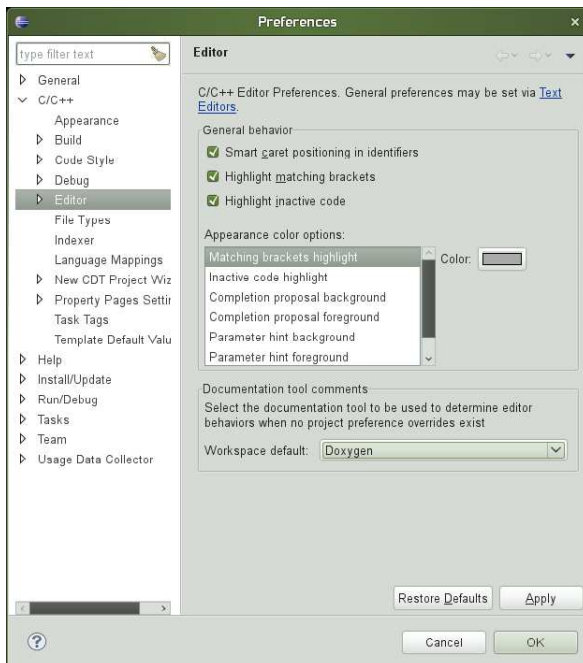 Preferences
type filter text
General
C/C++
Appearance
Build
Code Style
Debug
Editor
File Types
Indexer
Language Mappings
New CDT Project Wiz
Property Pages Settir
Task Tags
Template Default Valu
Help
Install/Update
Run/Debug
Tasks
Team
Usage Data Collector
Editor
C/C++ Editor Preferences. General preferences may be set via Text
Editors.
General behavior
Smart caret positioning in identifiers
Highlight matching brackets
Highlight inactive code
Appearance color options:
Matching brackets highlight
Inactive code highlight
Completion proposal background
Completion proposal foreground
Parameter hint background
Parameter hint foreground
Color:
Documentation tool comments
Select the documentation tool to be used to determine editor
behaviors when no project preference overrides exist
Workspace default: Doxygen
Restore Defaults Apply
Cancel OK